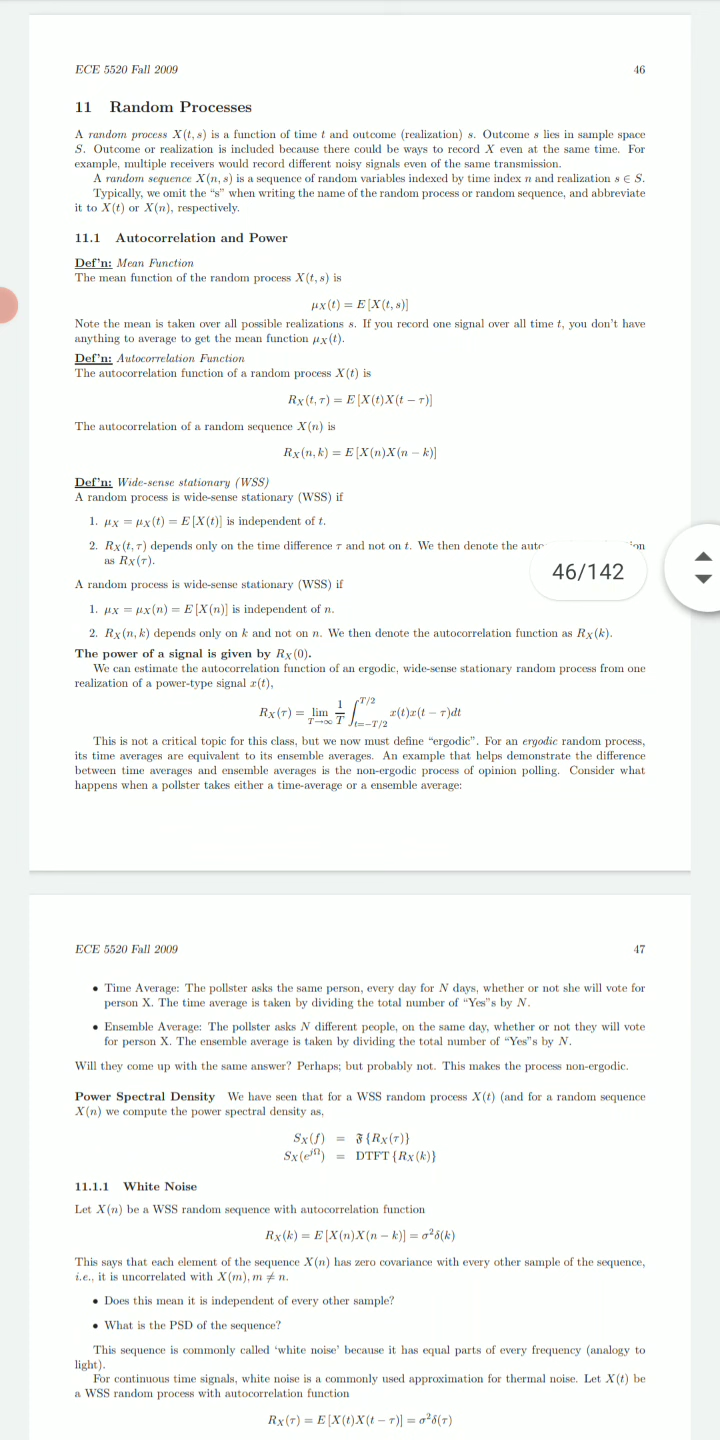 ECE 5520 Fall 2009 46
11 Random Processes
A random process X(t, s) is a function of time t and outcome (realization) s. Outcome s lies in sample space
S. Outcome or realization is included because there could be ways to record X even at the same time. For
example, multiple receivers would record different noisy signals even of the same transmission.
A random sequence X(n, s) is a sequence of random variables indexed by time index n and realization s ∈ S.
Typically, we omit the “s” when writing the name of the random process or random sequence, and abbreviate
it to X(t) or X(n), respectively.
11.1 Autocorrelation and Power
Def’n: Mean Function
The mean function of the random process X(t, s) is
μX(t) = E [X(t, s)]
Note the mean is taken over all possible realizations s. If you record one signal over all time t, you don’t have
anything to average to get the mean function μX(t).
Def’n: Autocorrelation Function
The autocorrelation function of a random process X(t) is
RX(t, τ) = E [X(t)X(t − τ)]
The autocorrelation of a random sequence X(n) is
RX(n, k) = E [X(n)X(n − k)]
Def’n: Wide-sense stationary (WSS)
A random process is wide-sense stationary (WSS) if
1. μX = μX(t) = E [X(t)] is independent of t.
2. RX(t, τ) depends only on the time difference τ and not on t. We then denote the
as RX(τ).
46/142
A random process is wide-sense stationary (WSS) if
1. μX = μX(n) = E [X(n)] is independent of n.
2. RX(n, k) depends only on k and not on n. We then denote the autocorrelation function as RX(k).
The power of a signal is given by RX(0).
We can estimate the autocorrelation function of an ergodic, wide-sense stationary random process from one
realization of a power-type signal x(t),
RX(τ) = lim T→∞ 1/T ∫_{t=−T/2}^{T/2} x(t)x(t − τ)dt
This is not a critical topic for this class, but we now must define “ergodic”. For an ergodic random process,
its time averages are equivalent to its ensemble averages. An example that helps demonstrate the difference
between time averages and ensemble averages is the non-ergodic process of opinion polling. Consider what
happens when a pollster takes either a time-average or a ensemble average:
ECE 5520 Fall 2009 47
• Time Average: The pollster asks the same person, every day for N days, whether or not she will vote for
person X. The time average is taken by dividing the total number of “Yes”s by N.
• Ensemble Average: The pollster asks N different people, on the same day, whether or not they will vote
for person X. The ensemble average is taken by dividing the total number of “Yes”s by N.
Will they come up with the same answer? Perhaps; but probably not. This makes the process non-ergodic.
Power Spectral Density We have seen that for a WSS random process X(t) (and for a random sequence
X(n) we compute the power spectral density as,
SX(f) = 𝔉 {RX(τ)}
SX(e^{jΩ}) = DTFT {RX(k)}
11.1.1 White Noise
Let X(n) be a WSS random sequence with autocorrelation function
RX(k) = E [X(n)X(n − k)] = σ²δ(k)
This says that each element of the sequence X(n) has zero covariance with every other sample of the sequence,
i.e., it is uncorrelated with X(m), m ≠ n.
• Does this mean it is independent of every other sample?
• What is the PSD of the sequence?
This sequence is commonly called ‘white noise’ because it has equal parts of every frequency (analogy to
light).
For continuous time signals, white noise is a commonly used approximation for thermal noise. Let X(t) be
a WSS random process with autocorrelation function
RX(τ) = E [X(t)X(t − τ)] = σ²δ(τ)